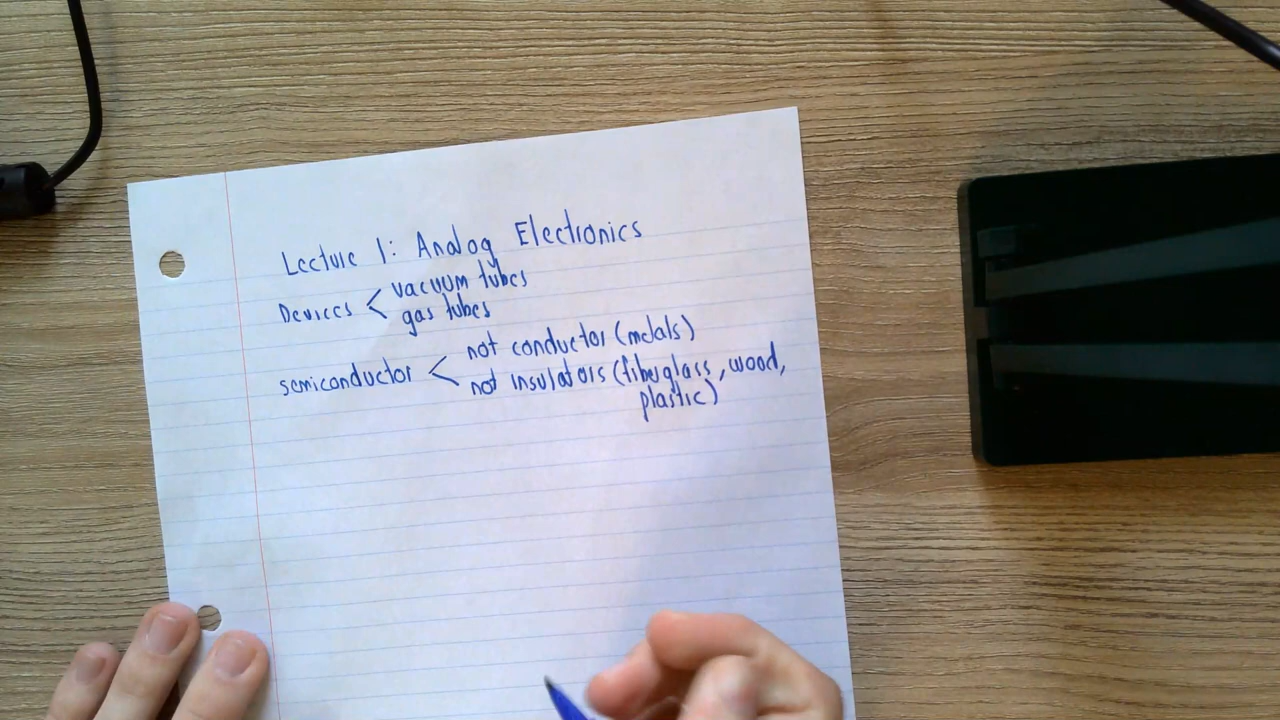 Lecture 1: Analog Electronics
Devices < vacuum tubes
gas tubes
semiconductor < not conductor (metals)
not insulators (fiberglass, wood,
plastic)